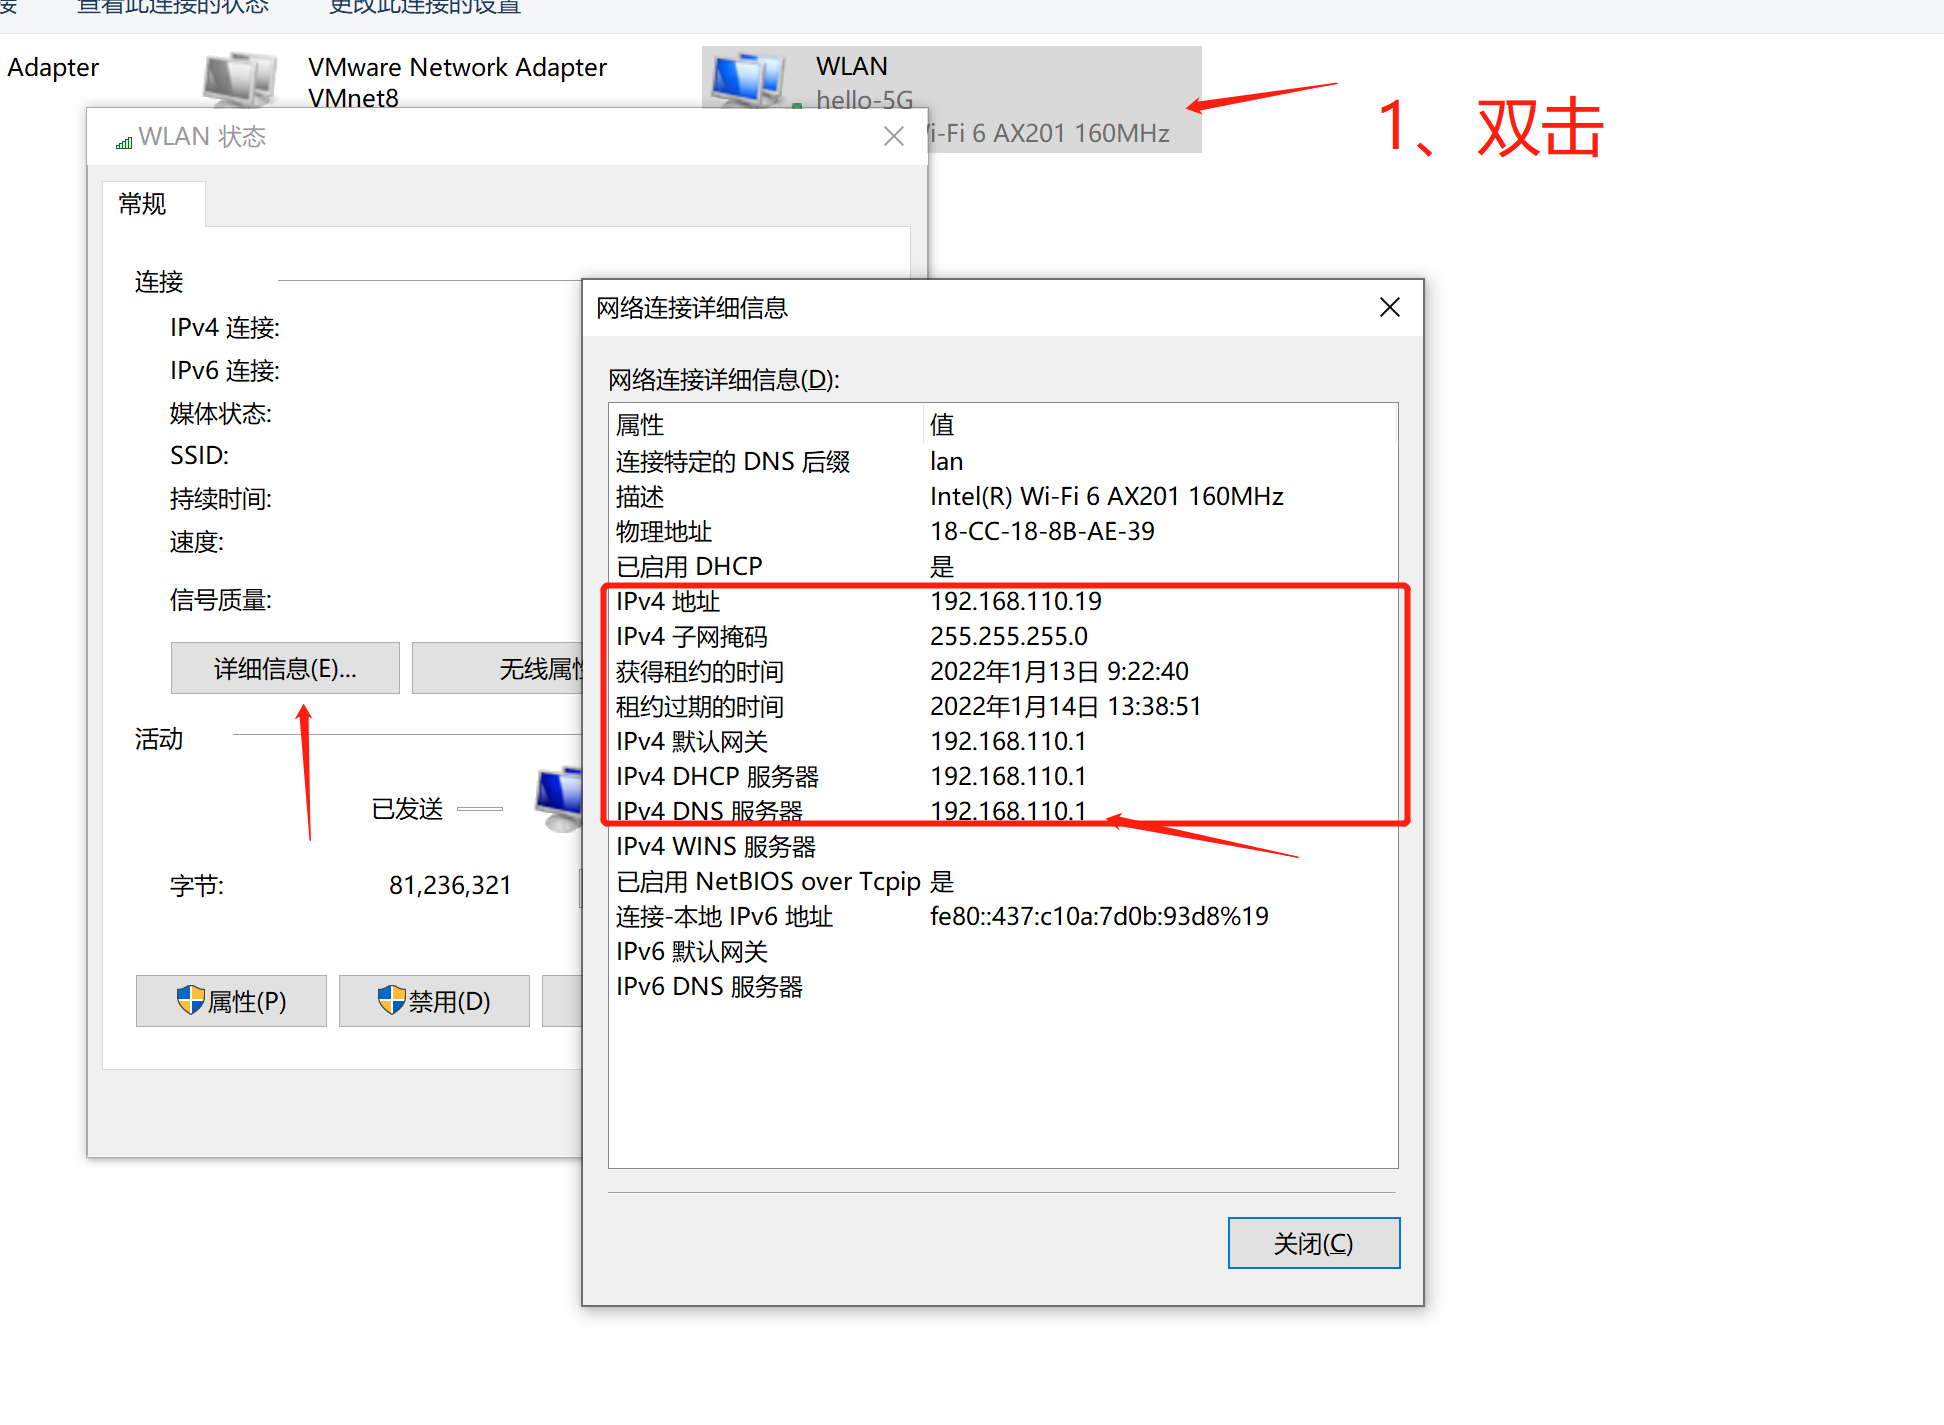 查看此连接的状态 更改此连接的设置
Adapter
VMware Network Adapter
VMnet8
WLAN
hello-5G
i-Fi 6 AX201 160MHz
1、双击
WLAN 状态
常规
连接
IPv4 连接:
IPv6 连接:
媒体状态:
SSID:
持续时间:
速度:
信号质量:
详细信息(E)...
无线属性
活动
已发送
字节:
81,236,321
属性(P)
禁用(D)
网络连接详细信息
网络连接详细信息(D):
属性 值
连接特定的 DNS 后缀 lan
描述 Intel(R) Wi-Fi 6 AX201 160MHz
物理地址 18-CC-18-8B-AE-39
已启用 DHCP 是
IPv4 地址 192.168.110.19
IPv4 子网掩码 255.255.255.0
获得租约的时间 2022年1月13日 9:22:40
租约过期的时间 2022年1月14日 13:38:51
IPv4 默认网关 192.168.110.1
IPv4 DHCP 服务器 192.168.110.1
IPv4 DNS 服务器 192.168.110.1
IPv4 WINS 服务器
已启用 NetBIOS over Tcpip 是
连接-本地 IPv6 地址 fe80::437:c10a:7d0b:93d8%19
IPv6 默认网关
IPv6 DNS 服务器
关闭(C)